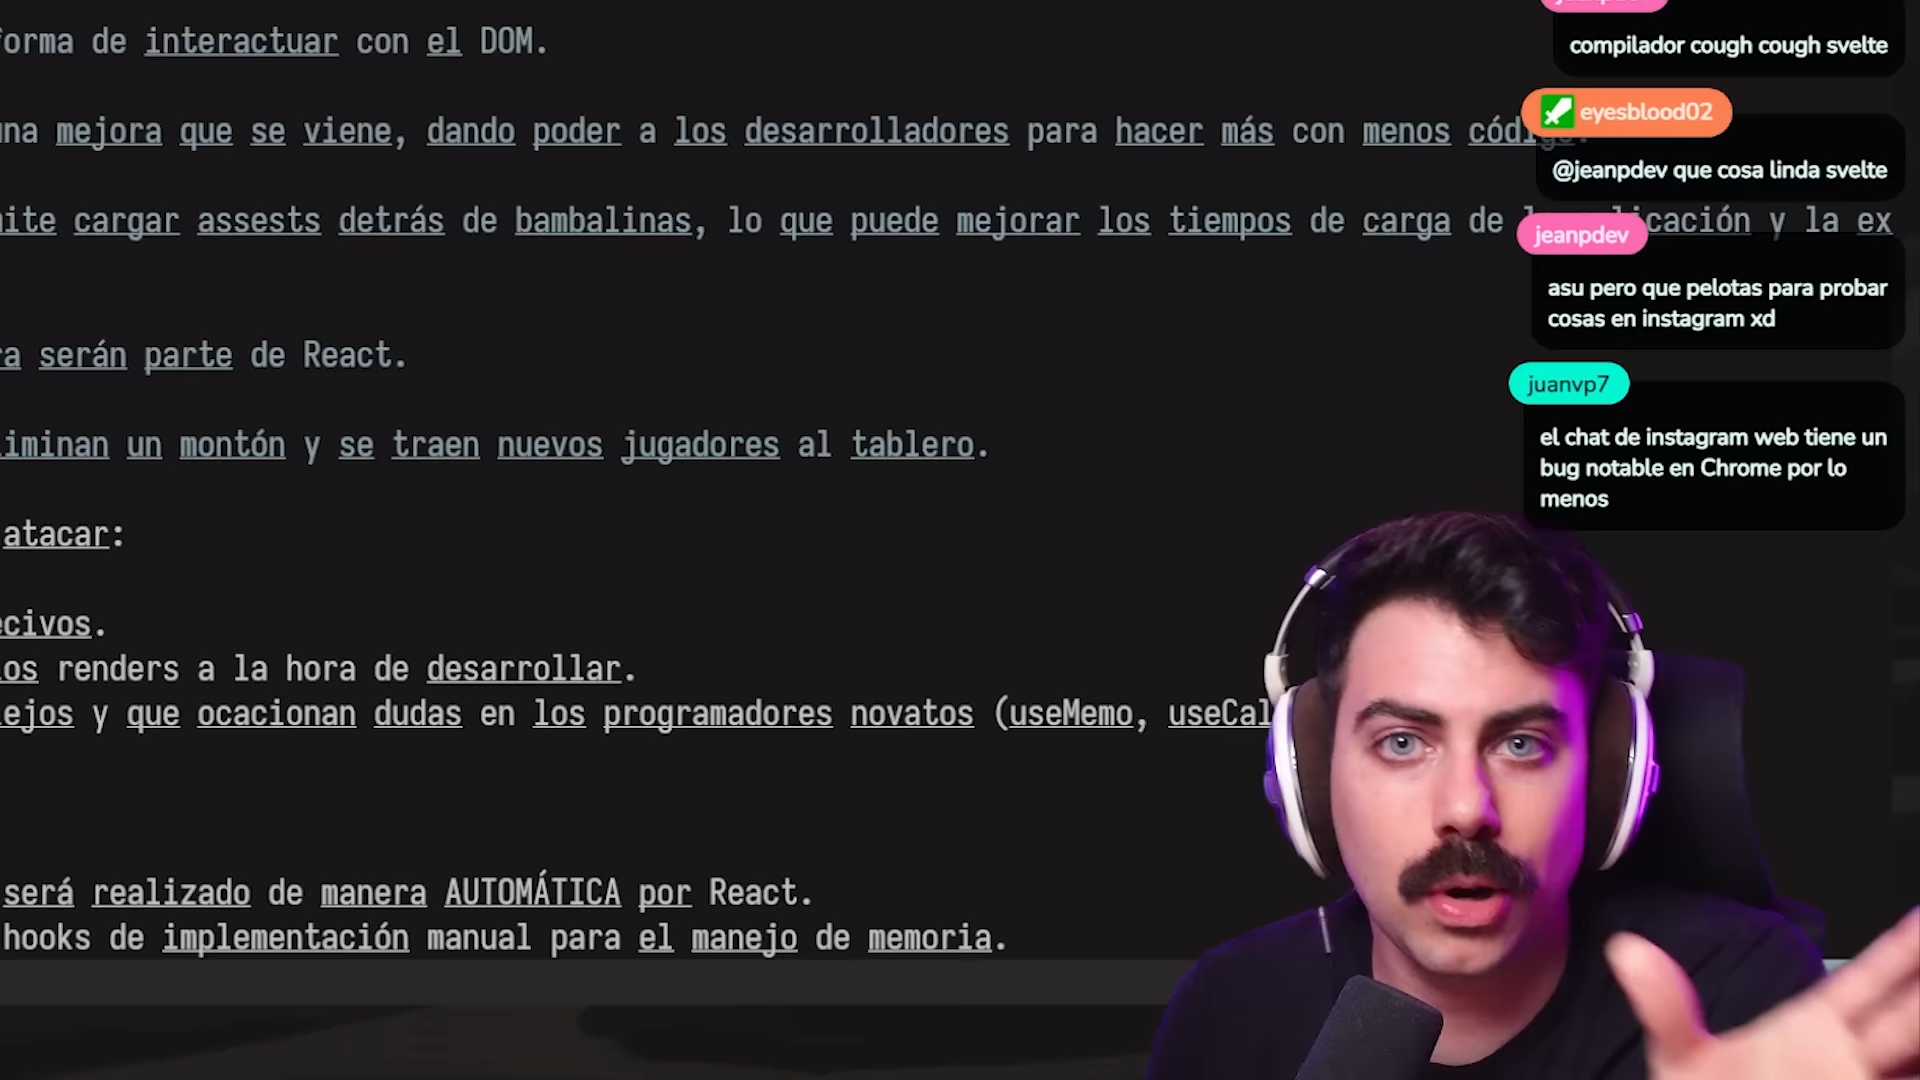 forma de interactuar con el DOM.
una mejora que se viene, dando poder a los desarrolladores para hacer más con menos código.
mite cargar assests detrás de bambalinas, lo que puede mejorar los tiempos de carga de y la ex
ra serán parte de React.
liminan un montón y se traen nuevos jugadores al tablero.
atacar:
ecivos.
ios renders a la hora de desarrollar.
lejos y que ocacionan dudas en los programadores novatos (useMemo, useCal
será realizado de manera AUTOMÁTICA por React.
hooks de implementación manual para el manejo de memoria.
compilador cough cough svelte
eyesblood02
@jeanpdev que cosa linda svelte
jeanpdev
asu pero que pelotas para probar
cosas en instagram xd
juanvp7
el chat de instagram web tiene un
bug notable en Chrome por lo
menos